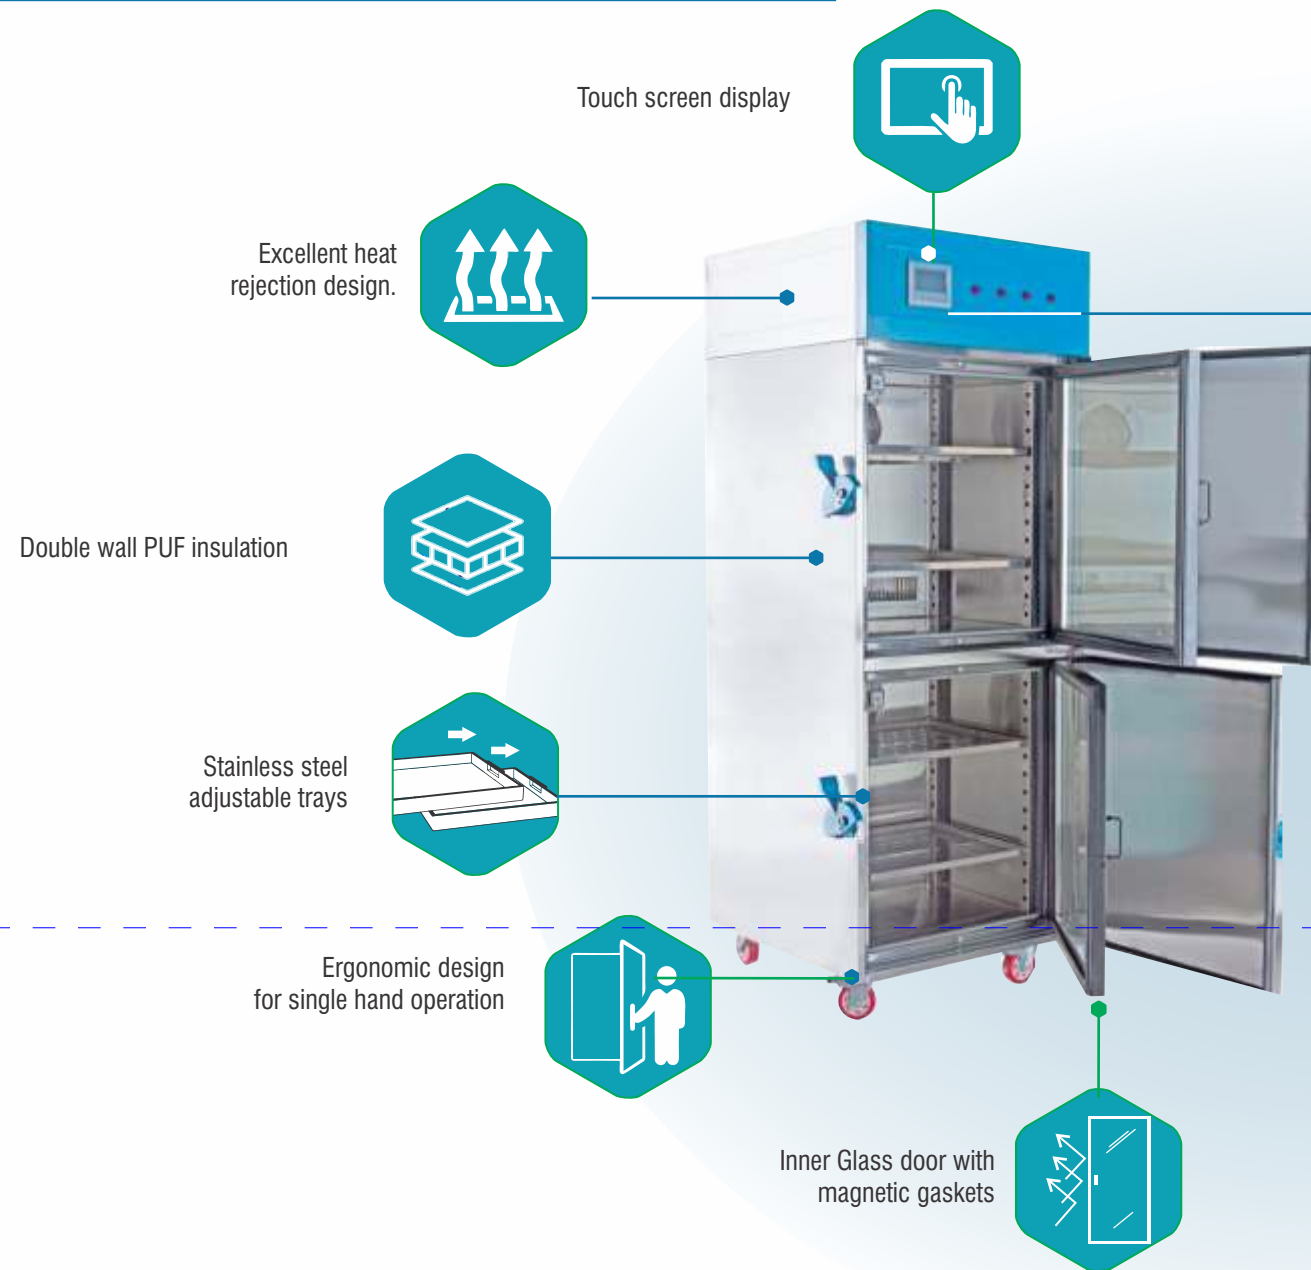 Touch screen display
Excellent heat
rejection design.
Double wall PUF insulation
Stainless steel
adjustable trays
Ergonomic design
for single hand operation
Inner Glass door with
magnetic gaskets